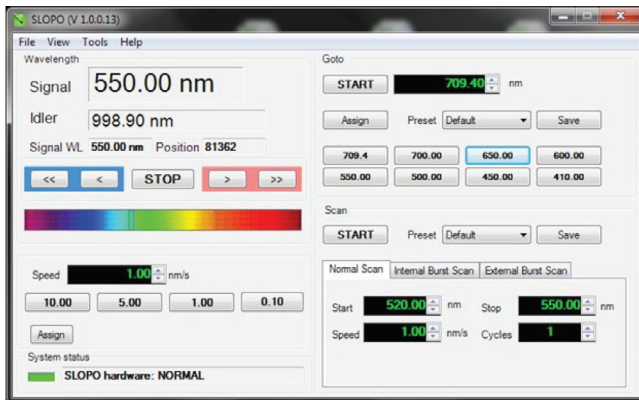 SLOPO (V 1.0.0.13)
File View Tools Help
Wavelength
Signal 550.00 nm
Idler 998.90 nm
Signal WL 550.00 nm Position 81362
<< < STOP > >>
Speed 1.00 nm/s
10.00 5.00 1.00 0.10
Assign
System status
SLOPO hardware: NORMAL
Goto
START 709.40 nm
Assign Preset Default Save
709.4 700.00 650.00 600.00
550.00 500.00 450.00 410.00
Scan
START Preset Default Save
Normal Scan Internal Burst Scan External Burst Scan
Start 520.00 nm Stop 550.00 nm
Speed 1.00 nm/s Cycles 1